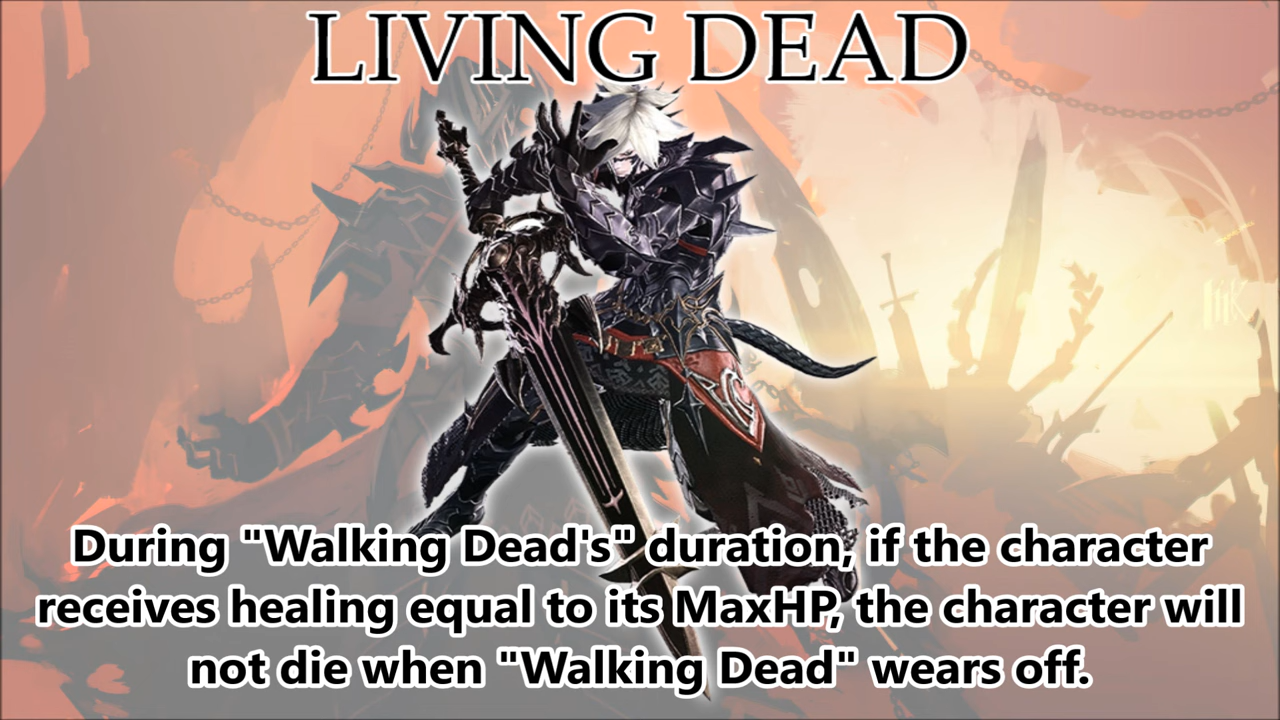 LIVING DEAD
During "Walking Dead's" duration, if the character
receives healing equal to its MaxHP, the character will
not die when "Walking Dead" wears off.